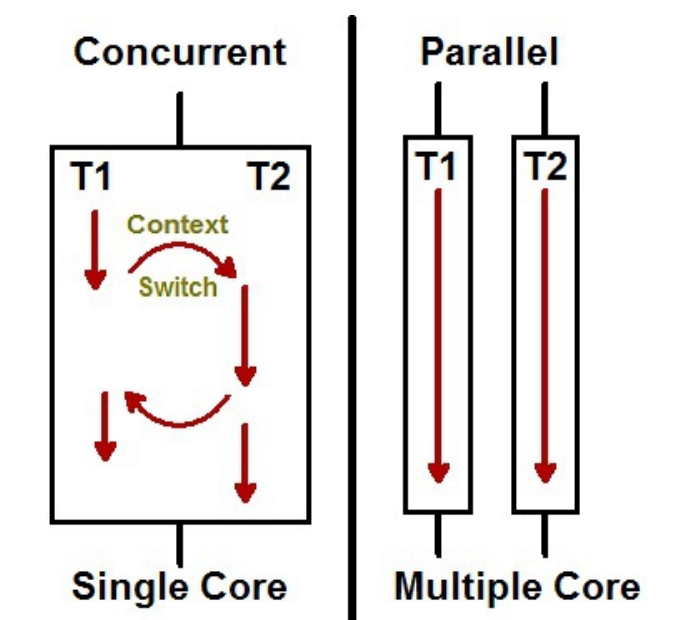 Concurrent
T1 T2
Context
Switch
Single Core
Parallel
T1 T2
Multiple Core